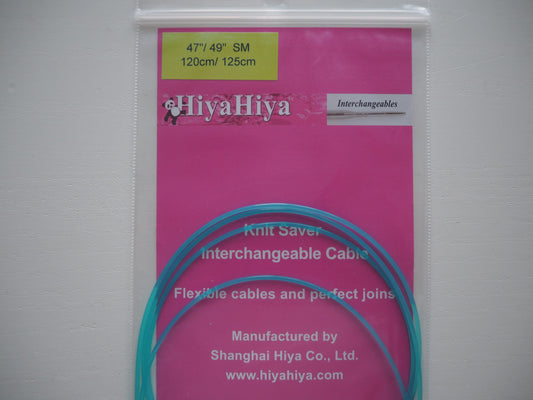 47"/ 49" SM
120cm/ 125cm
HiyaHiya
Interchangeables
Knit Saver
Interchangeable Cable
Flexible cables and perfect joins
Manufactured by
Shanghai Hiya Co., Ltd.
www.hiyahiya.com